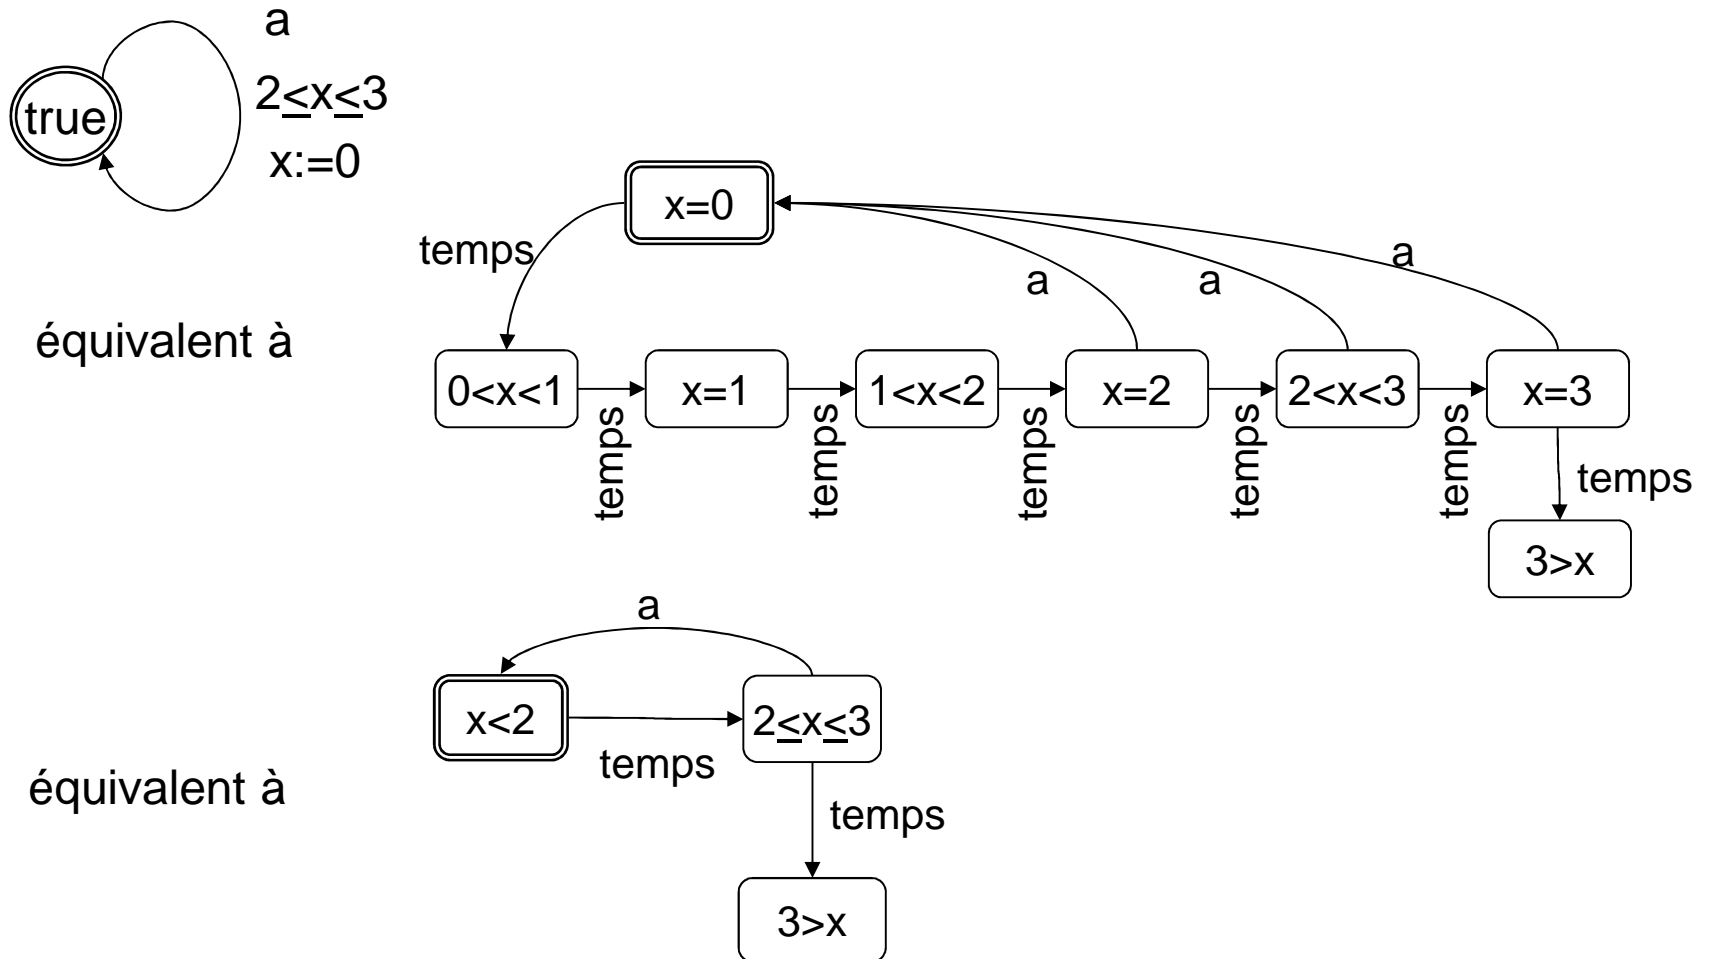 a
true
2≤x≤3
x:=0
x=0
temps
a
a
a
équivalent à
0<x<1
x=1
1<x<2
x=2
2<x<3
x=3
temps
temps
temps
temps
temps
temps
3>x
a
x<2
2≤x≤3
temps
équivalent à
temps
3>x